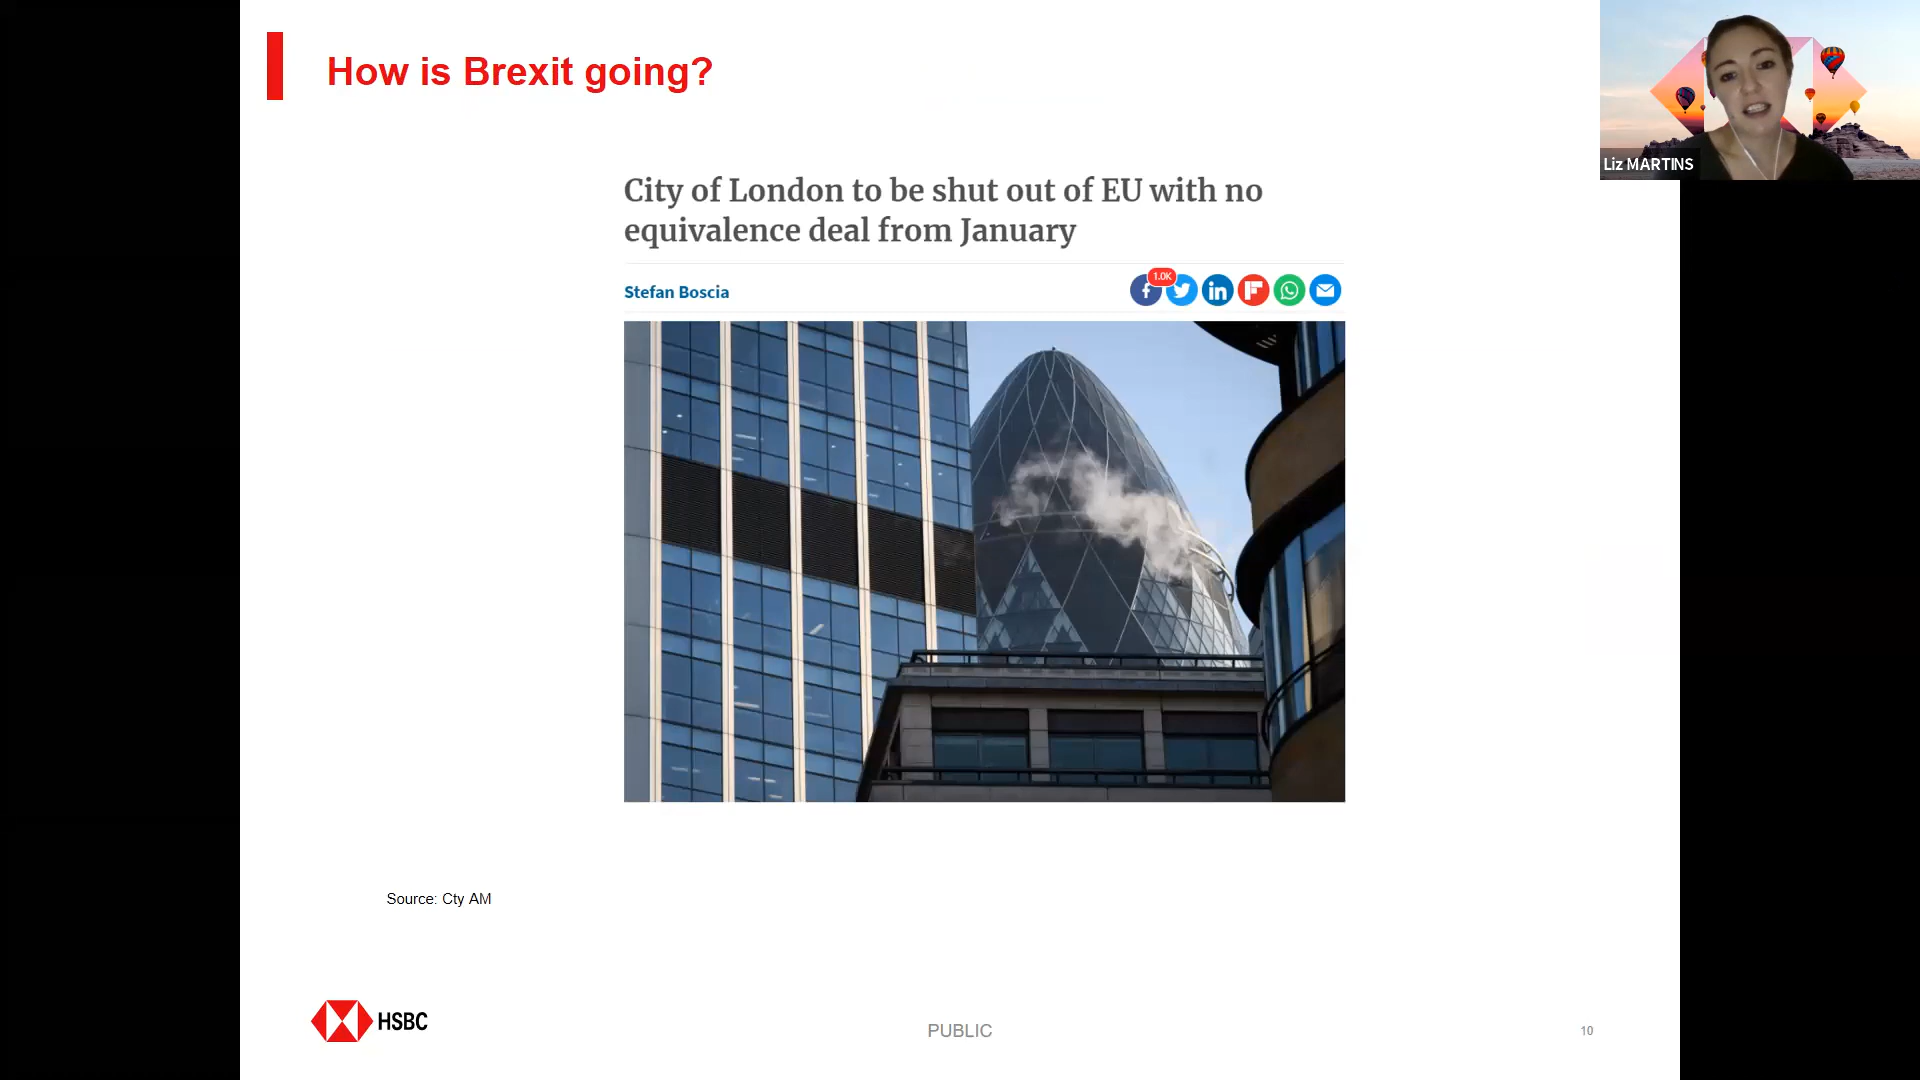 How is Brexit going?
Liz MARTINS
City of London to be shut out of EU with no
equivalence deal from January
Stefan Boscia
1.0K
Source: Cty AM
HSBC
PUBLIC
10